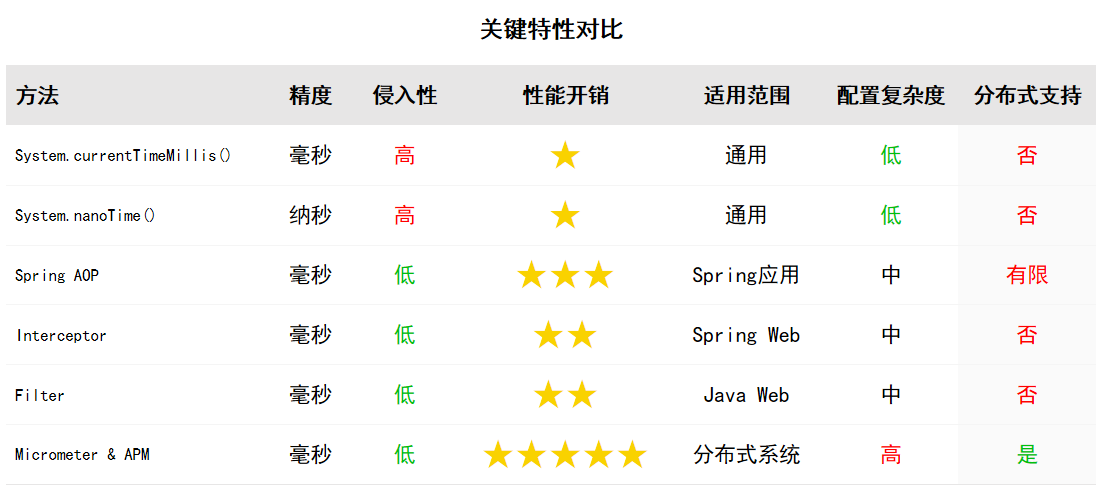 关键特性对比
方法 精度 侵入性 性能开销 适用范围 配置复杂度 分布式支持
System.currentTimeMillis() 毫秒 高 ★ 通用 低 否
System.nanoTime() 纳秒 高 ★ 通用 低 否
Spring AOP 毫秒 低 ★★★ Spring应用 中 有限
Interceptor 毫秒 低 ★★ Spring Web 中 否
Filter 毫秒 低 ★★ Java Web 中 否
Micrometer & APM 毫秒 低 ★★★★★ 分布式系统 高 是